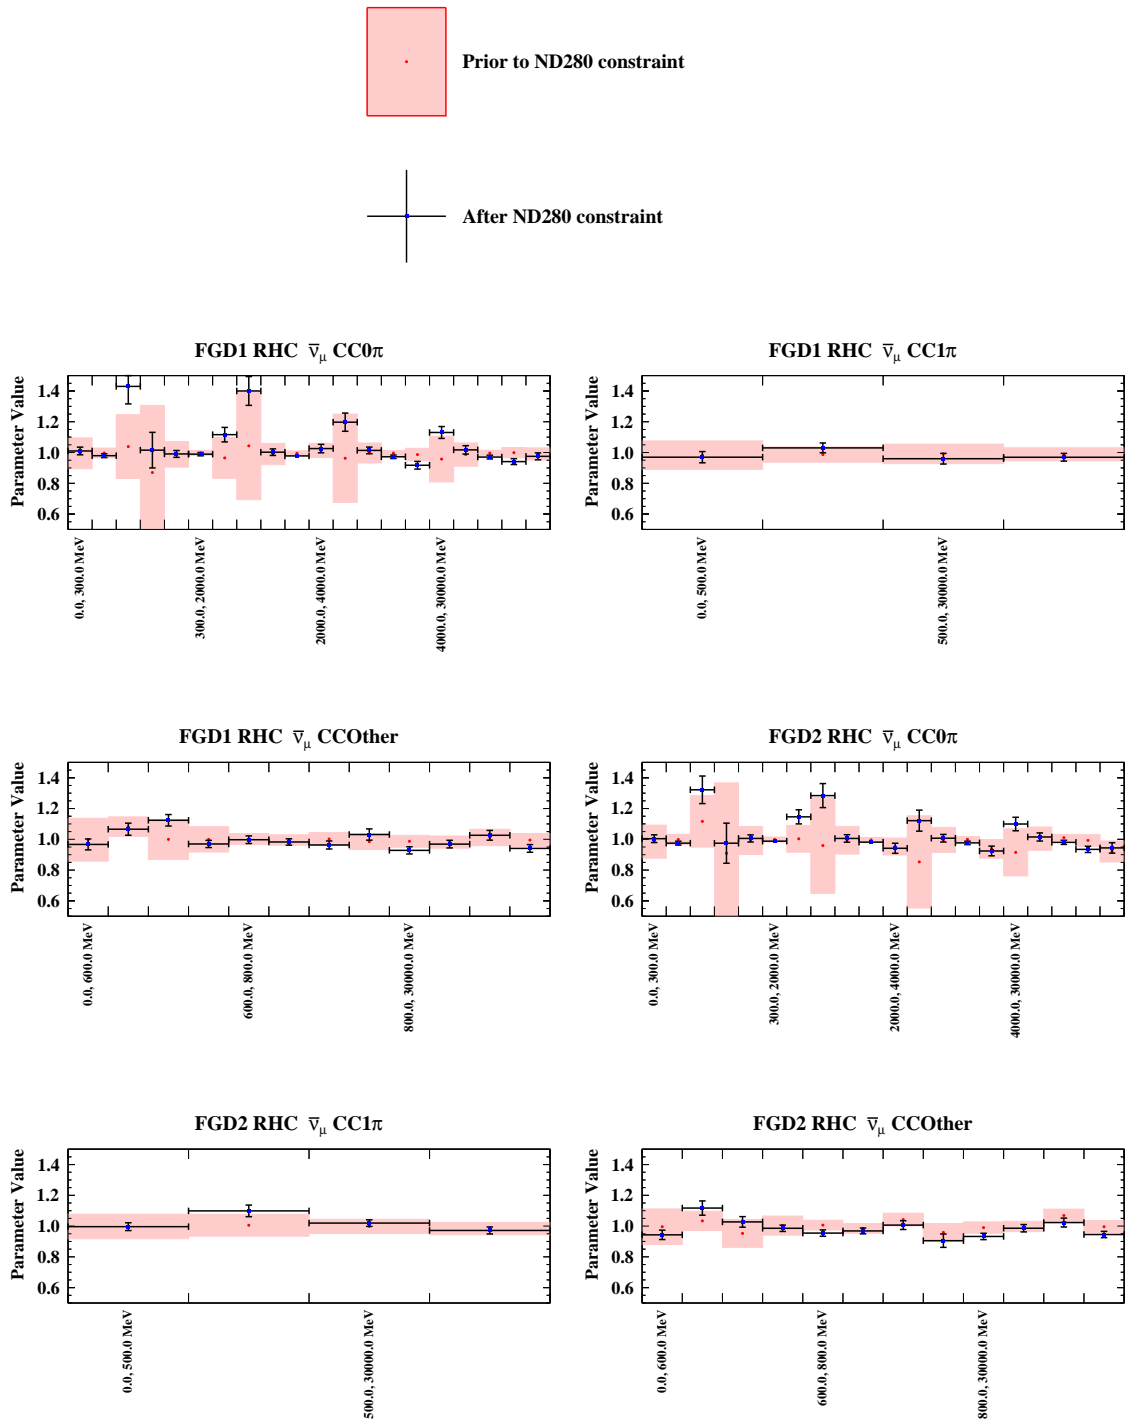 Prior to ND280 constraint
After ND280 constraint
FGD1 RHC ν̅μ CC0π
Parameter Value
1.4
1.2
1.0
0.8
0.6
0.0, 300.0 MeV
300.0, 2000.0 MeV
2000.0, 4000.0 MeV
4000.0, 30000.0 MeV
FGD1 RHC ν̅μ CC1π
Parameter Value
1.4
1.2
1.0
0.8
0.6
0.0, 500.0 MeV
500.0, 30000.0 MeV
FGD1 RHC ν̅μ CCOther
Parameter Value
1.4
1.2
1.0
0.8
0.6
0.0, 600.0 MeV
600.0, 800.0 MeV
800.0, 30000.0 MeV
FGD2 RHC ν̅μ CC0π
Parameter Value
1.4
1.2
1.0
0.8
0.6
0.0, 300.0 MeV
300.0, 2000.0 MeV
2000.0, 4000.0 MeV
4000.0, 30000.0 MeV
FGD2 RHC ν̅μ CC1π
Parameter Value
1.4
1.2
1.0
0.8
0.6
0.0, 500.0 MeV
500.0, 30000.0 MeV
FGD2 RHC ν̅μ CCOther
Parameter Value
1.4
1.2
1.0
0.8
0.6
0.0, 600.0 MeV
600.0, 800.0 MeV
800.0, 30000.0 MeV